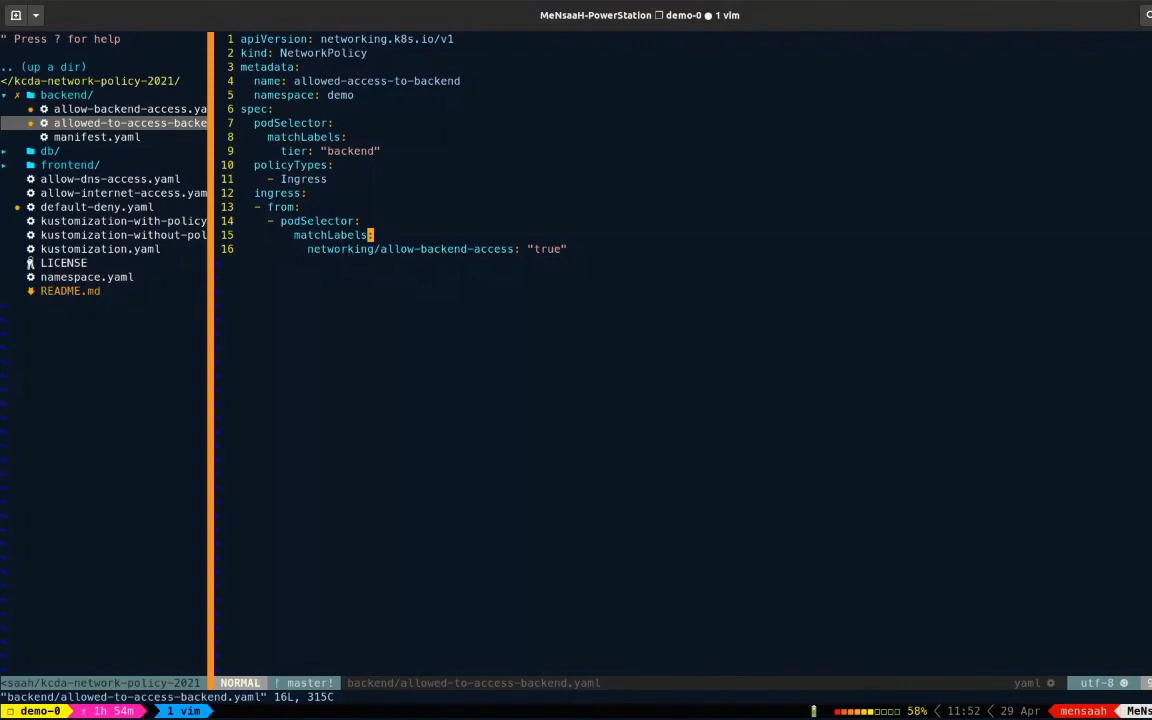 MeNsaaH-PowerStation ❐ demo-0 ● 1 vim
" Press ? for help
.. (up a dir)
</kcda-network-policy-2021/
▾ ✗ backend/
allow-backend-access.ya
allowed-to-access-backe
manifest.yaml
▸ db/
▸ frontend/
allow-dns-access.yaml
allow-internet-access.yam
default-deny.yaml
kustomization-with-policy
kustomization-without-pol
kustomization.yaml
LICENSE
namespace.yaml
README.md
1 apiVersion: networking.k8s.io/v1
2 kind: NetworkPolicy
3 metadata:
4   name: allowed-access-to-backend
5   namespace: demo
6 spec:
7   podSelector:
8     matchLabels:
9       tier: "backend"
10   policyTypes:
11     - Ingress
12   ingress:
13   - from:
14     - podSelector:
15         matchLabels:
16           networking/allow-backend-access: "true"
<saah/kcda-network-policy-2021 NORMAL master! backend/allowed-to-access-backend.yaml yaml utf-8
"backend/allowed-to-access-backend.yaml" 16L, 315C
❐ demo-0 ↑ 1h 54m 1 vim 58% 11:52 29 Apr mensaah MeNs